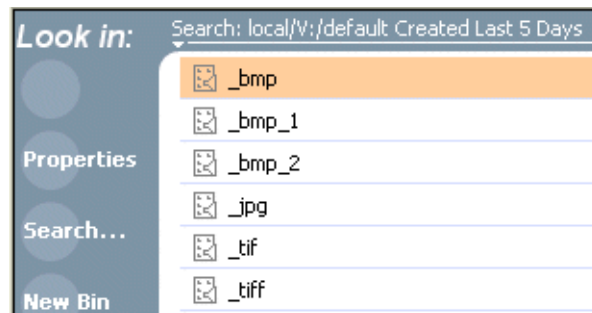 Look in:
Search: local/V:/default Created Last 5 Days
_bmp
_bmp_1
Properties
_bmp_2
_jpg
Search...
_tif
_tiff
New Bin